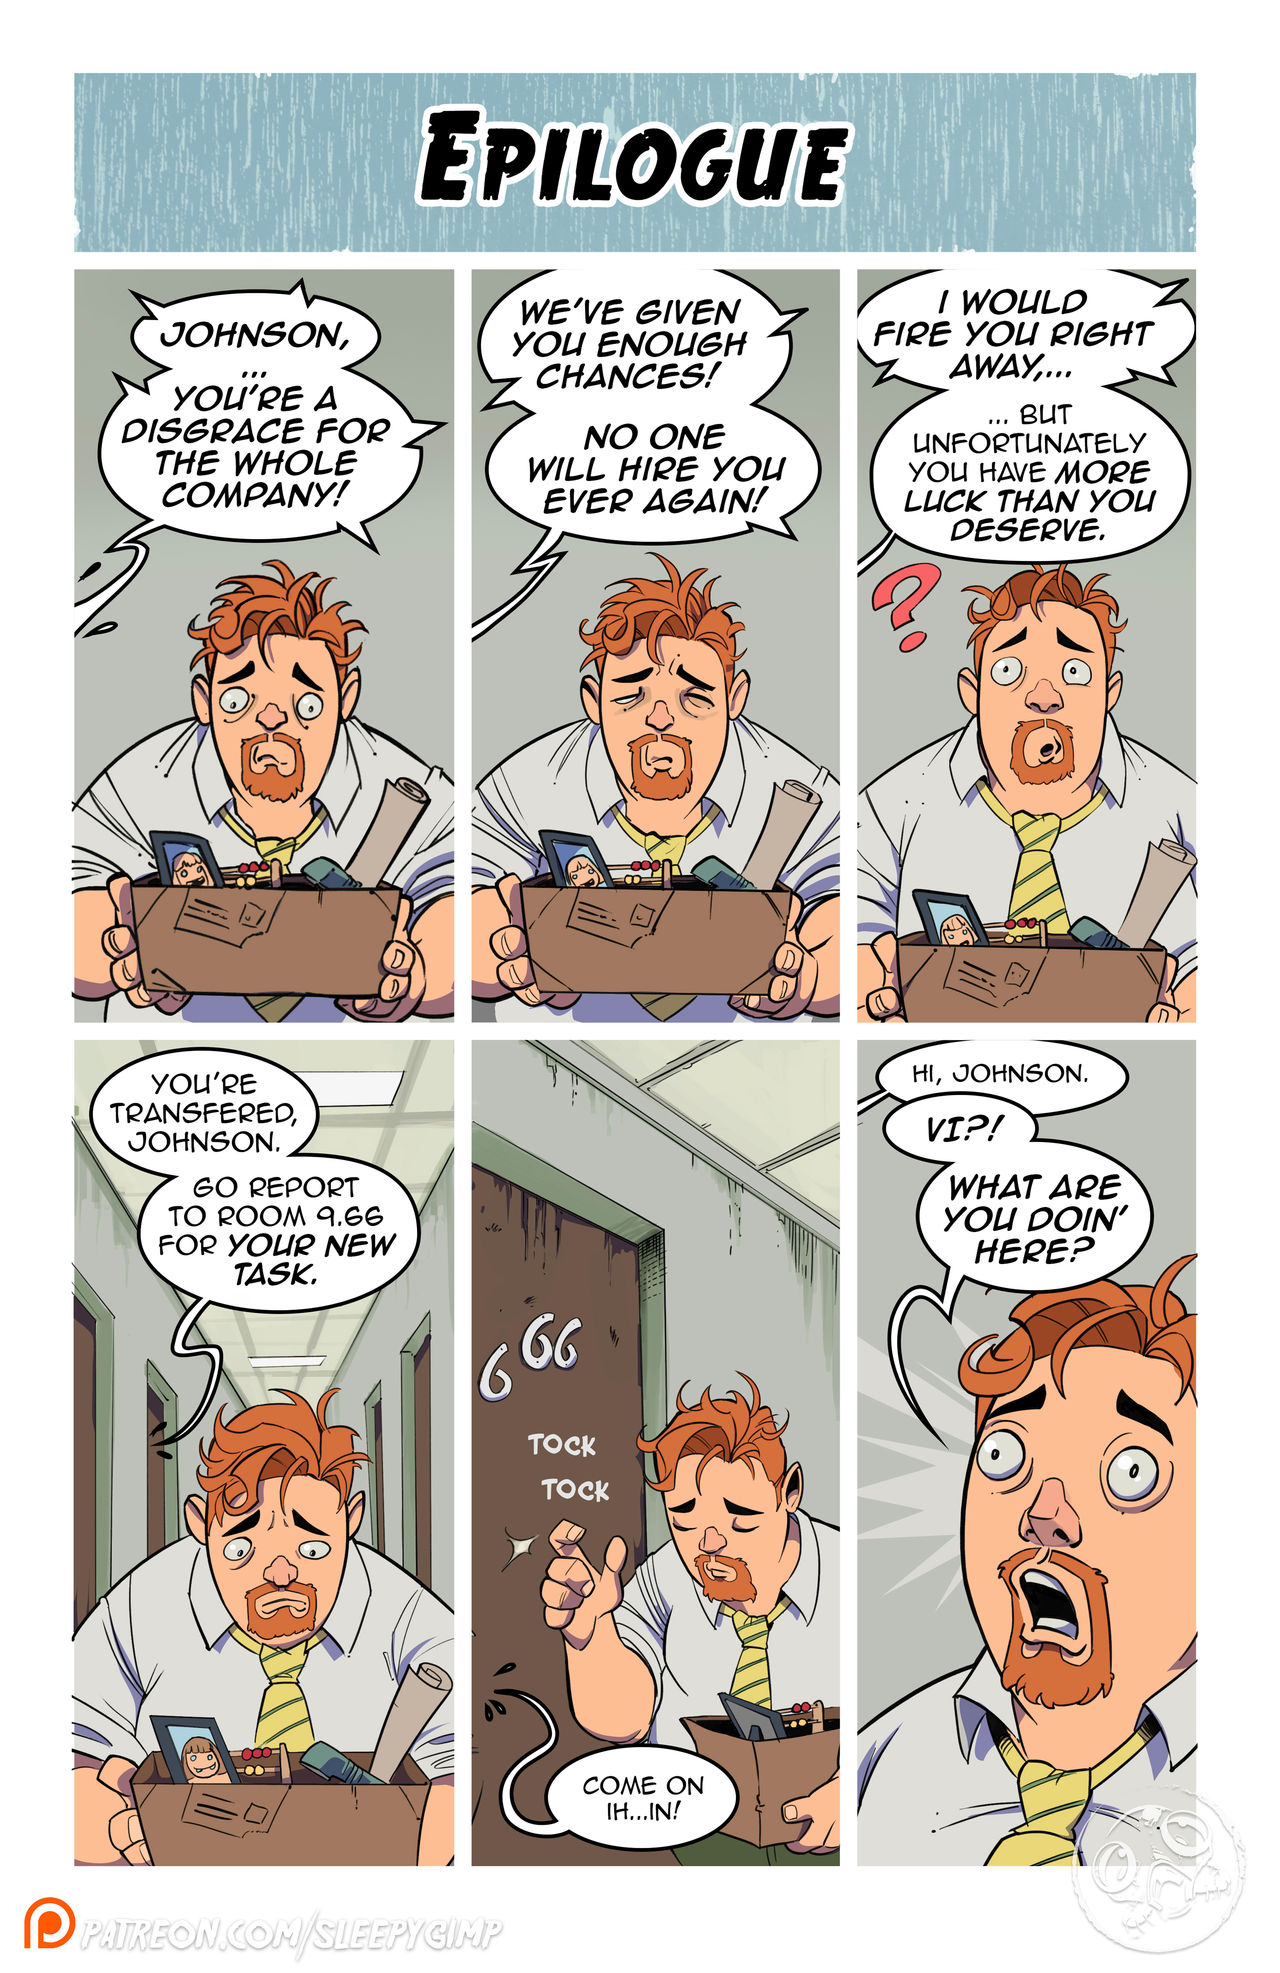 EPILOGUE
JOHNSON,
...
YOU'RE A
DISGRACE FOR
THE WHOLE
COMPANY!
WE'VE GIVEN
YOU ENOUGH
CHANCES!
NO ONE
WILL HIRE YOU
EVER AGAIN!
I WOULD
FIRE YOU RIGHT
AWAY,...
... BUT
UNFORTUNATELY
YOU HAVE MORE
LUCK THAN YOU
DESERVE.
?
YOU'RE
TRANSFERED,
JOHNSON.
GO REPORT
TO ROOM 9.66
FOR YOUR NEW
TASK.
6 66
TOCK
TOCK
COME ON
IH...IN!
HI, JOHNSON.
VI?!
WHAT ARE
YOU DOIN'
HERE?
PATREON.COM/SLEEPYGIMP